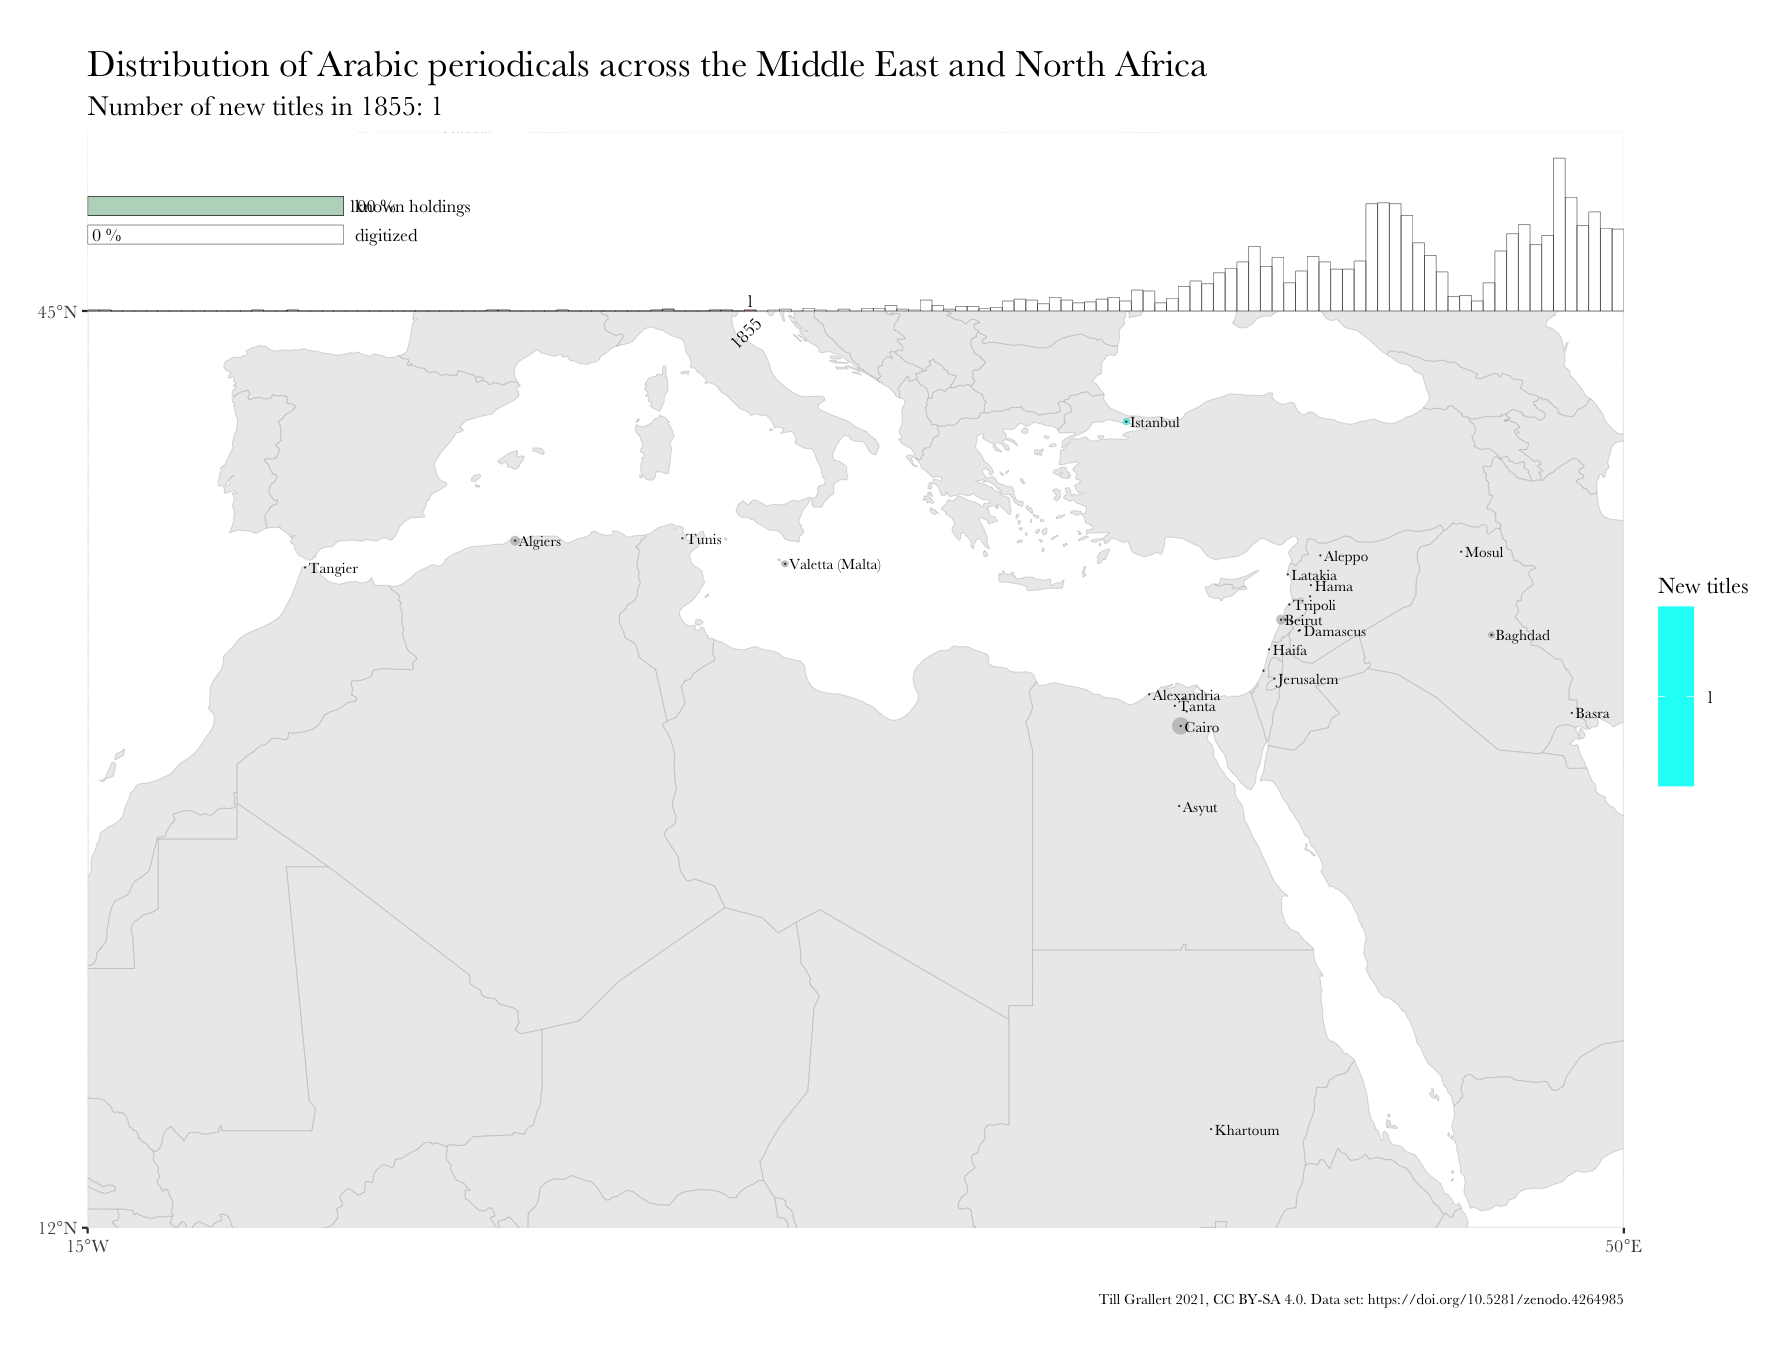 Distribution of Arabic periodicals across the Middle East and North Africa
Number of new titles in 1855: 1
known holdings
0 %
digitized
1
45°N
1855
Istanbul
Algiers
Tunis
Tangier
Valetta (Malta)
Aleppo
Mosul
Latakia
Hama
Tripoli
Beirut
Damascus
Baghdad
Haifa
Jerusalem
Alexandria
Tanta
Cairo
Basra
Asyut
Khartoum
New titles
1
12°N
15°W
50°E
Till Grallert 2021, CC BY-SA 4.0. Data set: https://doi.org/10.5281/zenodo.4264985